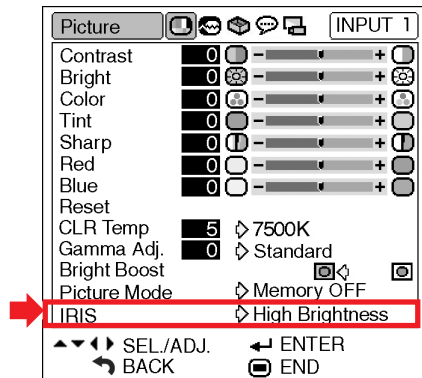 Picture INPUT 1
Contrast 0 - +
Bright 0 - +
Color 0 - +
Tint 0 - +
Sharp 0 - +
Red 0 - +
Blue 0 - +
Reset
CLR Temp 5 7500K
Gamma Adj. 0 Standard
Bright Boost
Picture Mode Memory OFF
IRIS High Brightness
SEL./ADJ. ENTER
BACK END